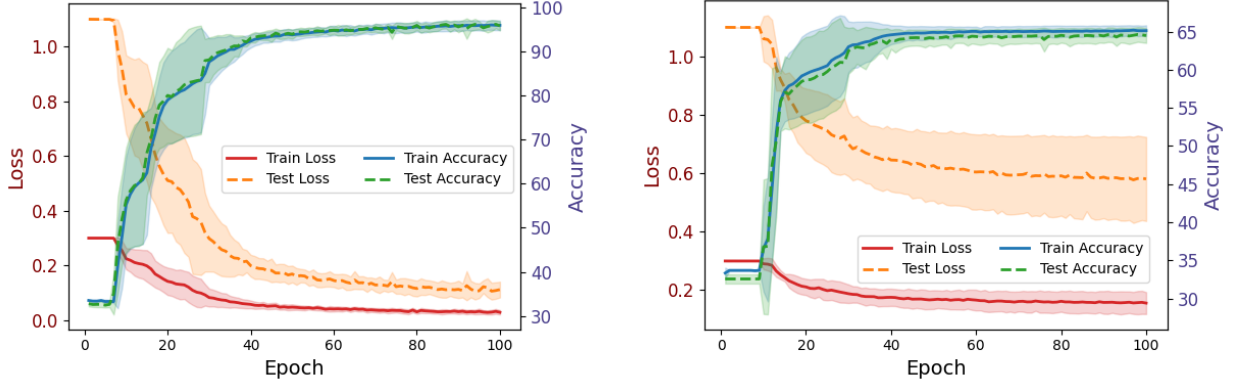 100
90
80
70
60
50
40
30
1.0
0.8
0.6
0.4
0.2
0.0
Loss
Accuracy
Train Loss
Test Loss
Train Accuracy
Test Accuracy
0 20 40 60 80 100
Epoch
65
60
55
50
45
40
35
30
1.0
0.8
0.6
0.4
0.2
Loss
Accuracy
Train Loss
Test Loss
Train Accuracy
Test Accuracy
0 20 40 60 80 100
Epoch